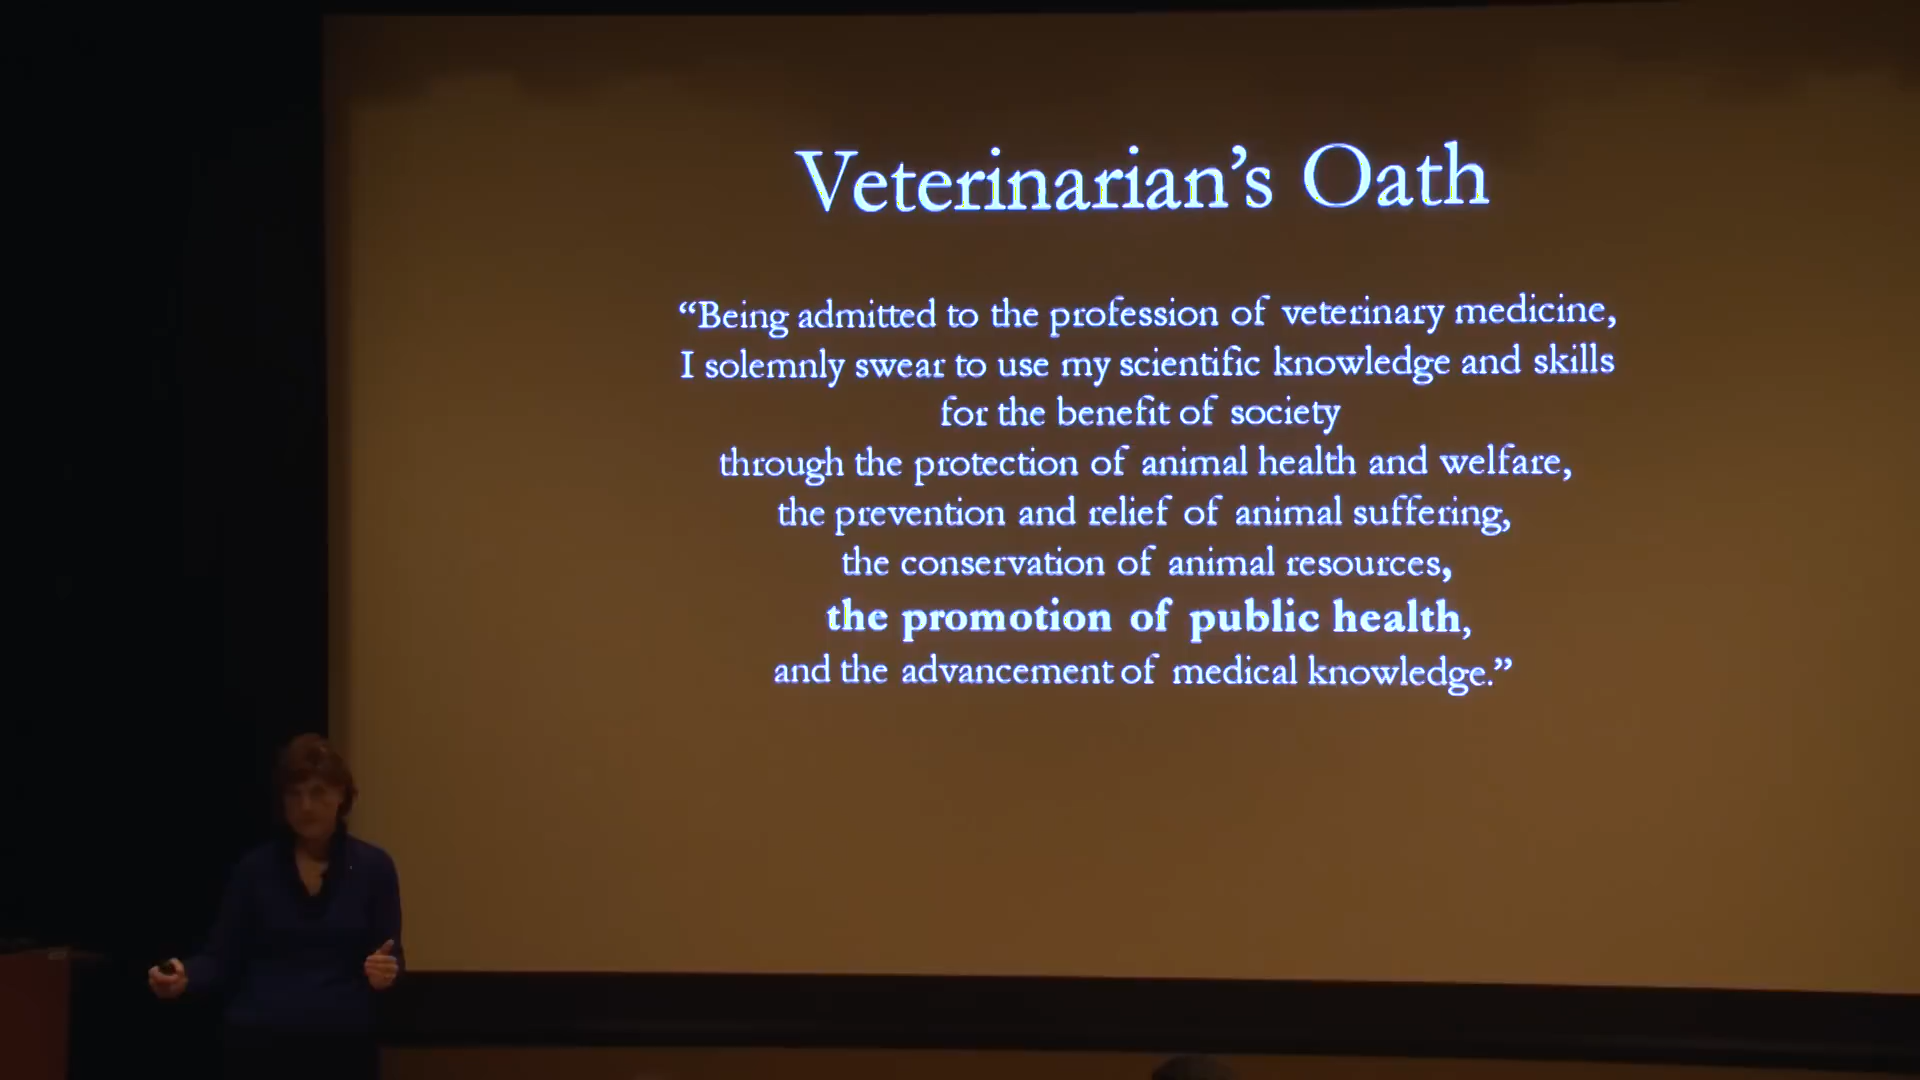 Veterinarian’s Oath
“Being admitted to the profession of veterinary medicine,
I solemnly swear to use my scientific knowledge and skills
for the benefit of society
through the protection of animal health and welfare,
the prevention and relief of animal suffering,
the conservation of animal resources,
the promotion of public health,
and the advancement of medical knowledge.”